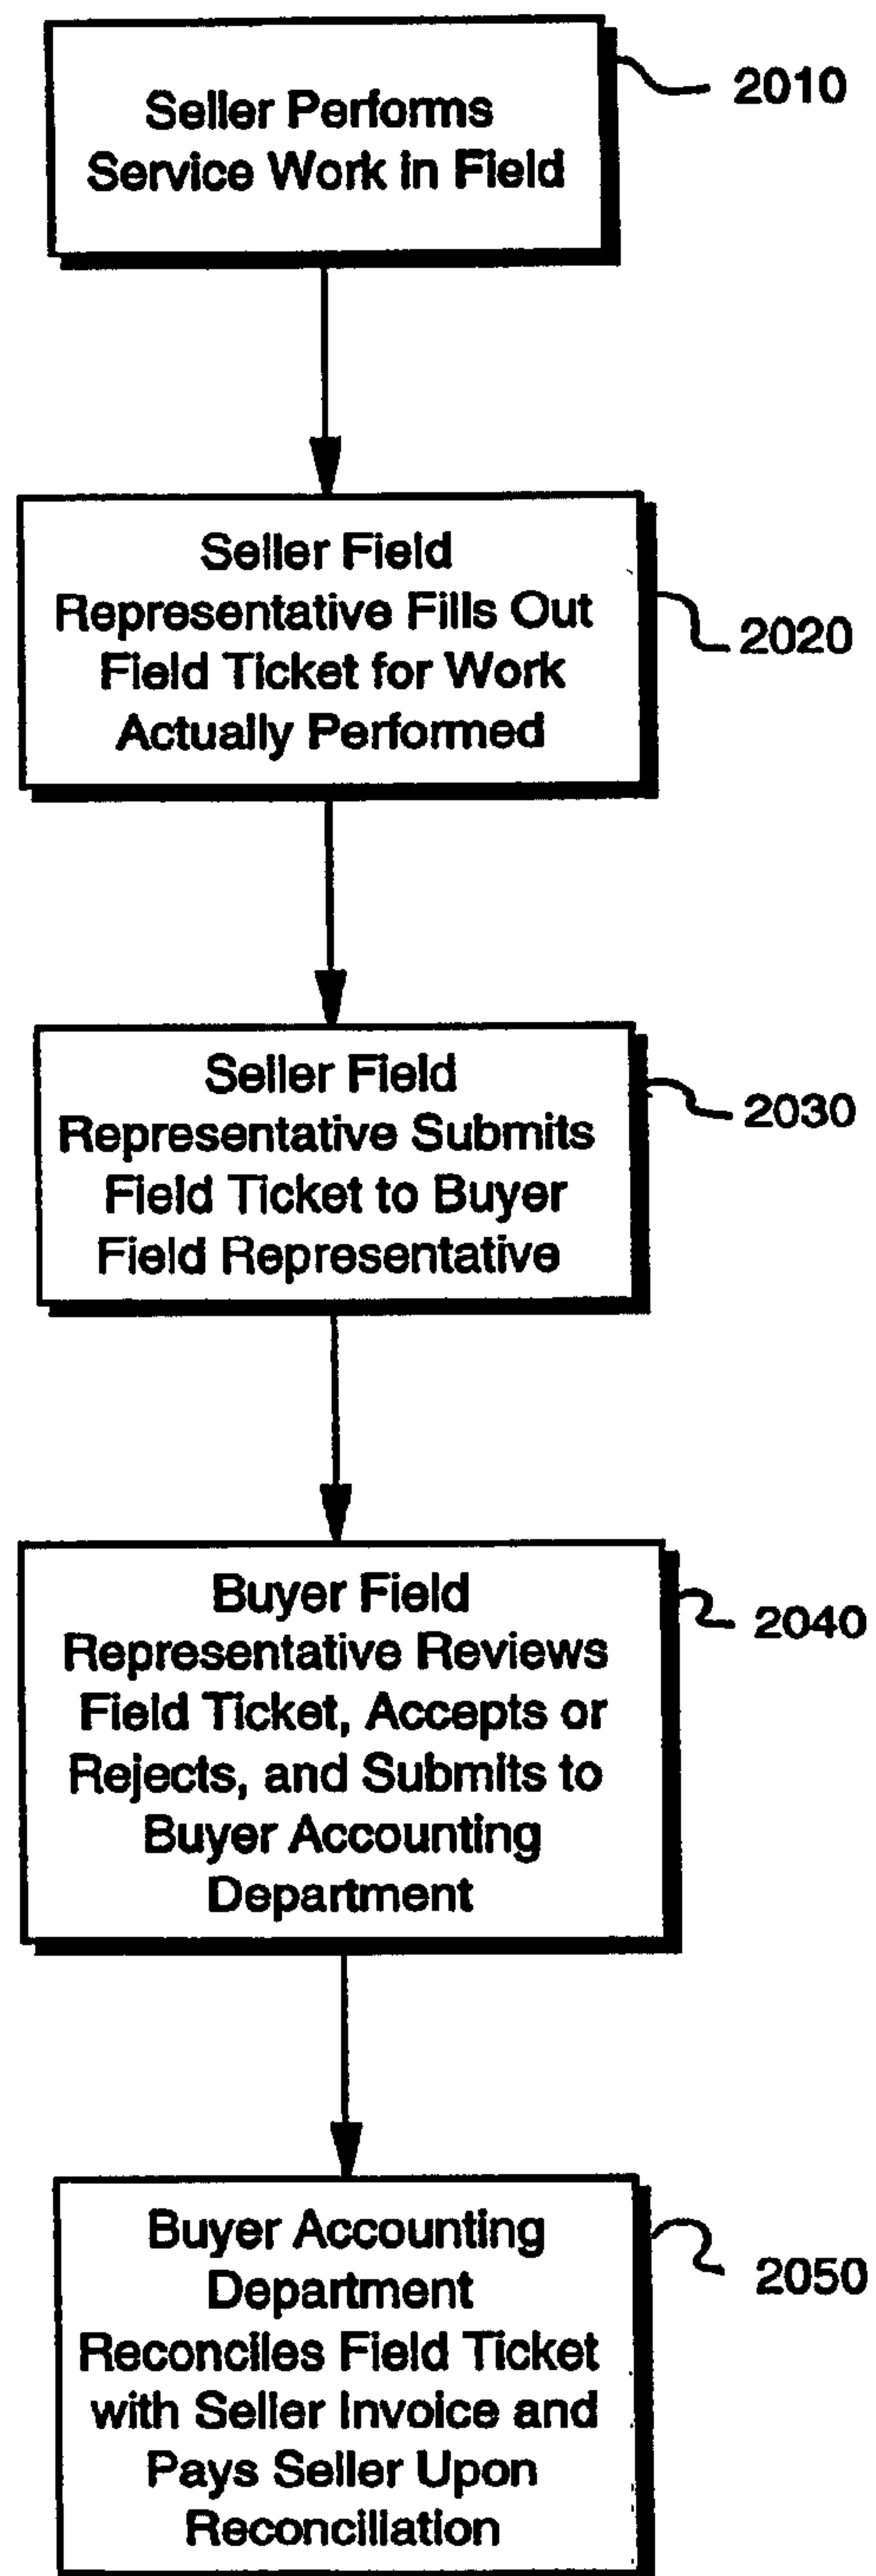 Seller Performs
Service Work in Field
2010
Seller Field
Representative Fills Out
Field Ticket for Work
Actually Performed
2020
Seller Field
Representative Submits
Field Ticket to Buyer
Field Representative
2030
Buyer Field
Representative Reviews
Field Ticket, Accepts or
Rejects, and Submits to
Buyer Accounting
Department
2040
Buyer Accounting
Department
Reconciles Field Ticket
with Seller Invoice and
Pays Seller Upon
Reconciliation
2050